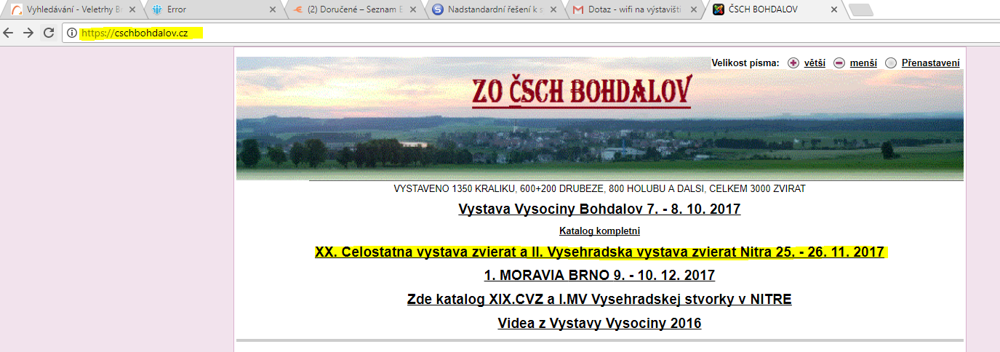 Vyhledávání - Veletrhy B
Error
(2) Doručené – Seznam E
Nadstandardní řešení k s
Dotaz - wifi na výstavišti
ČSCH BOHDALOV
https://cschbohdalov.cz
Velikost písma: větší menší Přenastavení
ZO ČSCH BOHDALOV
VYSTAVENO 1350 KRALIKU, 600+200 DRUBEZE, 800 HOLUBU A DALSI, CELKEM 3000 ZVIRAT
Vystava Vysociny Bohdalov 7. - 8. 10. 2017
Katalog kompletni
XX. Celostatna vystava zvierat a II. Vysehradska vystava zvierat Nitra 25. - 26. 11. 2017
1. MORAVIA BRNO 9. - 10. 12. 2017
Zde katalog XIX.CVZ a I.MV Vysehradskej stvorky v NITRE
Videa z Vystavy Vysociny 2016